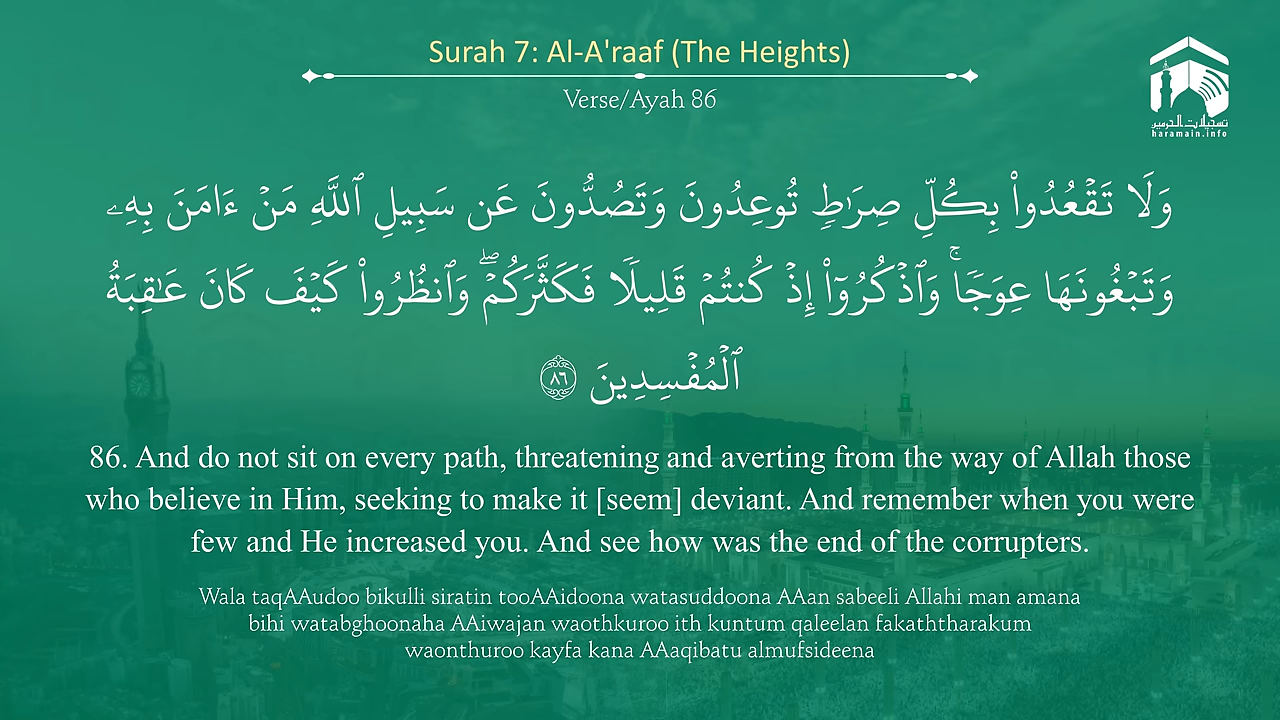 Surah 7: Al-A'raaf (The Heights)
Verse/Ayah 86
تسجيلات الحرمين
haramain.info
وَلَا تَقۡعُدُواْ بِكُلِّ صِرَٰطٖ تُوعِدُونَ وَتَصُدُّونَ عَن سَبِيلِ ٱللَّهِ مَنۡ ءَامَنَ بِهِۦ
وَتَبۡغُونَهَا عِوَجٗاۚ وَٱذۡكُرُوٓاْ إِذۡ كُنتُمۡ قَلِيلٗا فَكَثَّرَكُمۡۖ وَٱنظُرُواْ كَيۡفَ كَانَ عَٰقِبَةُ
ٱلۡمُفۡسِدِينَ ٨٦
86. And do not sit on every path, threatening and averting from the way of Allah those
who believe in Him, seeking to make it [seem] deviant. And remember when you were
few and He increased you. And see how was the end of the corrupters.
Wala taqAAudoo bikulli siratin tooAAidoona watasuddoona AAan sabeeli Allahi man amana
bihi watabghoonaha AAiwajan waothkuroo ith kuntum qaleelan fakaththarakum
waonthuroo kayfa kana AAaqibatu almufsideena